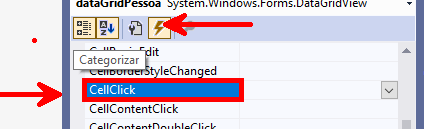 dataGridPessoa System.Windows.Forms.DataGridView
Categorizar
CellBorderStyleChanged
CellClick
CellContentClick
CellContentDoubleClick